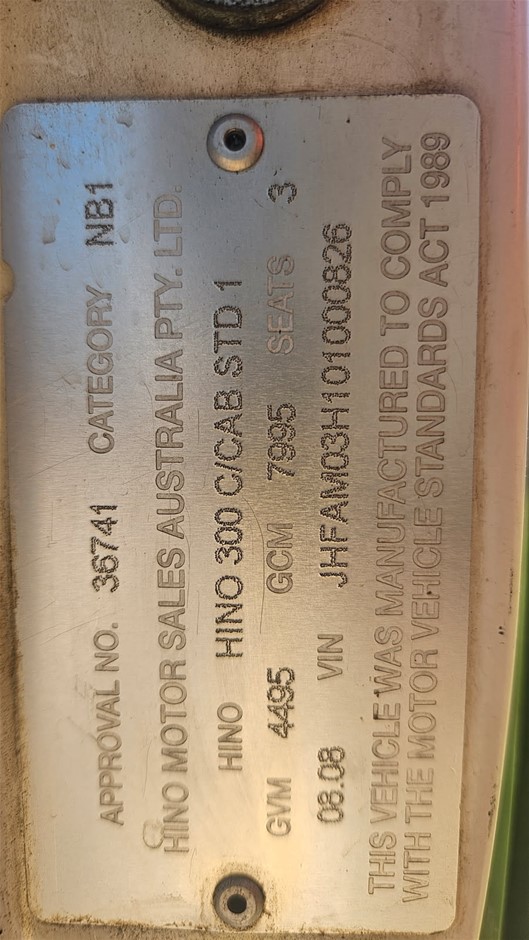 APPROVAL NO. 36741 CATEGORY NB1
HINO MOTOR SALES AUSTRALIA PTY. LTD.
HINO HINO 300 C/CAB STD 1
GVM 4495 GCM 7995 SEATS 3
08.08 VIN JHFAM03H101000826
THIS VEHICLE WAS MANUFACTURED TO COMPLY
WITH THE MOTOR VEHICLE STANDARDS ACT 1989